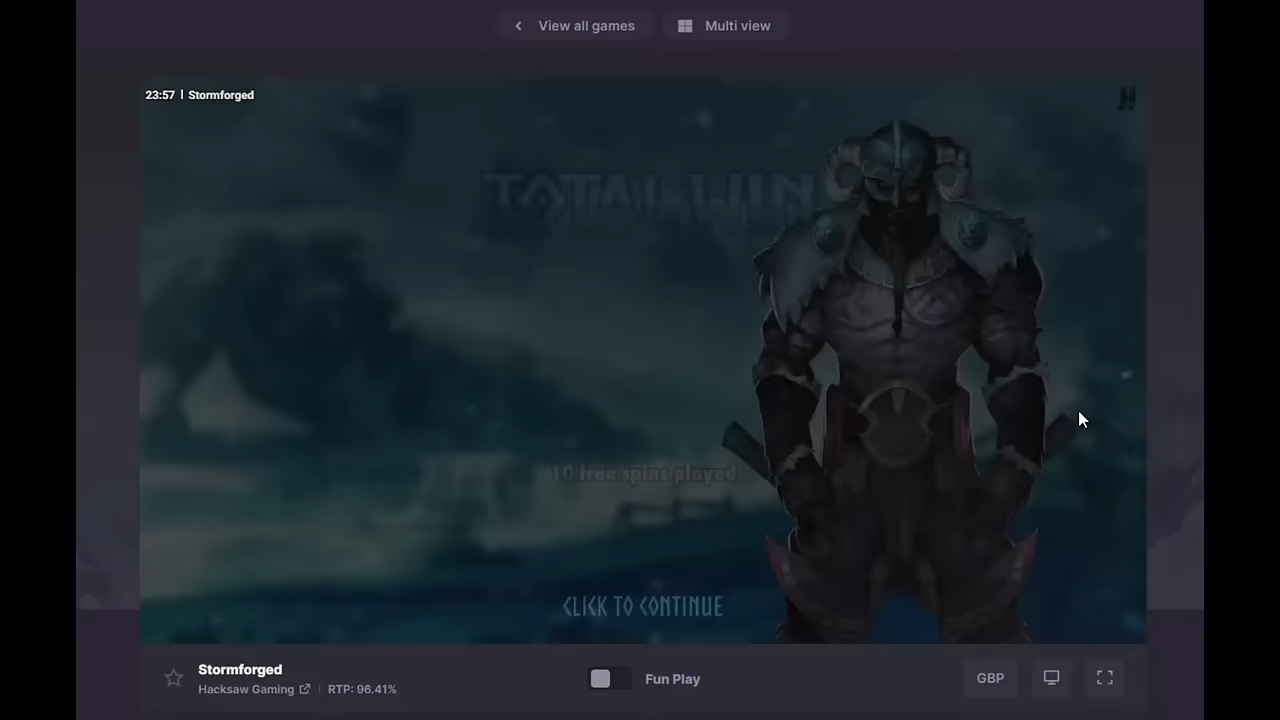 View all games
Multi view
23:57 | Stormforged
TOTAL WIN
10 free spins played
CLICK TO CONTINUE
Stormforged
Hacksaw Gaming | RTP: 96.41%
Fun Play
GBP